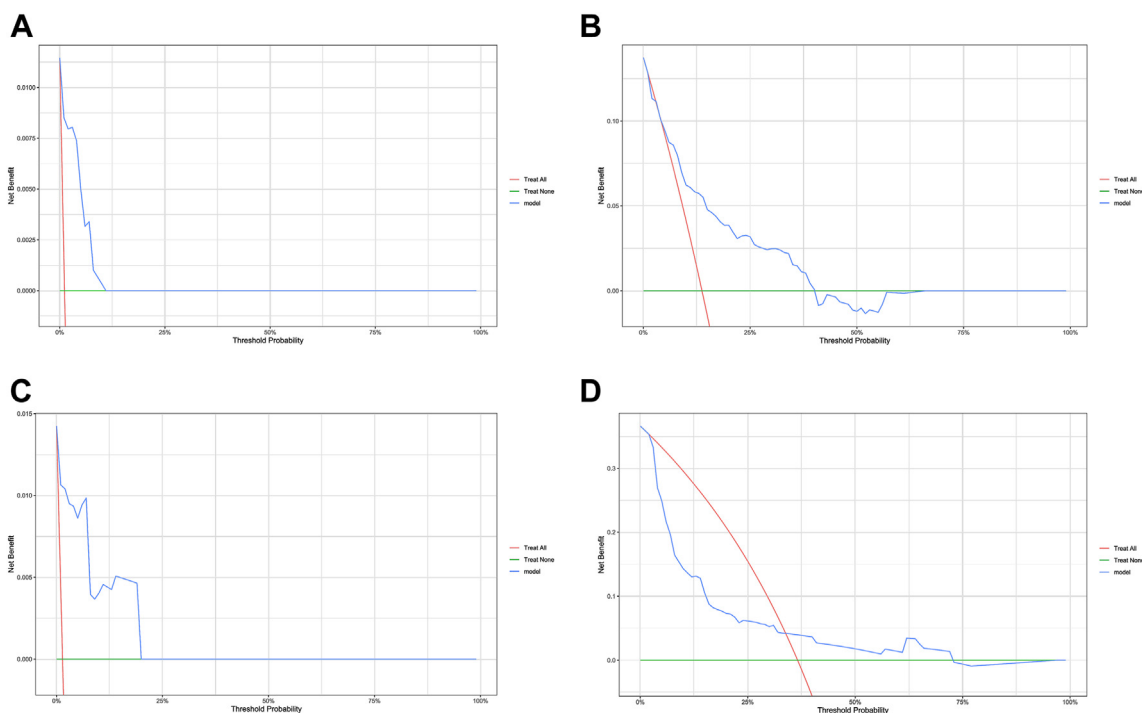 A
B
0.0100
0.0075
0.0050
0.0025
0.0000
Net Benefit
0% 25% 50% 75% 100%
Threshold Probability
Treat All
Treat None
model
0.10
0.05
0.00
Net Benefit
0% 25% 50% 75% 100%
Threshold Probability
Treat All
Treat None
model
C
D
0.015
0.010
0.005
0.000
Net Benefit
0% 25% 50% 75% 100%
Threshold Probability
Treat All
Treat None
model
0.3
0.2
0.1
0.0
Net Benefit
0% 25% 50% 75% 100%
Threshold Probability
Treat All
Treat None
model